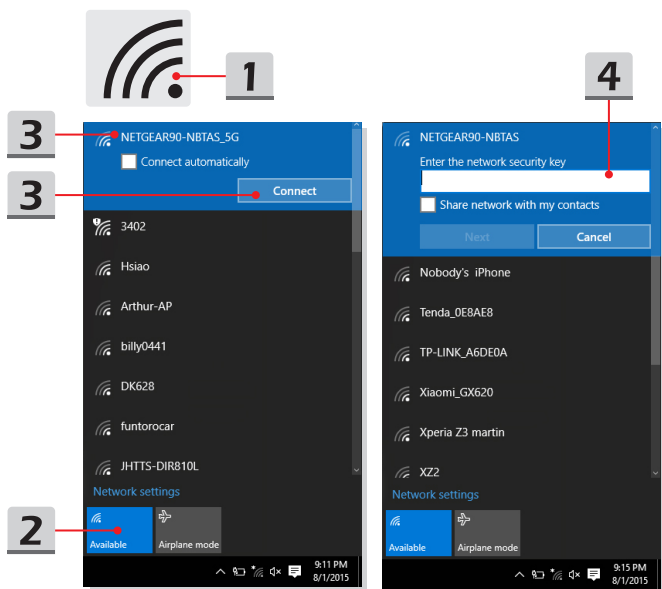 1
3
NETGEAR90-NBTAS_5G
Connect automatically
3
Connect
3402
Hsiao
Arthur-AP
billy0441
DK628
funtorocar
JHTTS-DIR810L
Network settings
2
Available
Airplane mode
9:11 PM
8/1/2015
4
NETGEAR90-NBTAS
Enter the network security key
Share network with my contacts
Next
Cancel
Nobody's iPhone
Tenda_0E8AE8
TP-LINK_A6DE0A
Xiaomi_GX620
Xperia Z3 martin
XZ2
Network settings
Available
Airplane mode
9:15 PM
8/1/2015